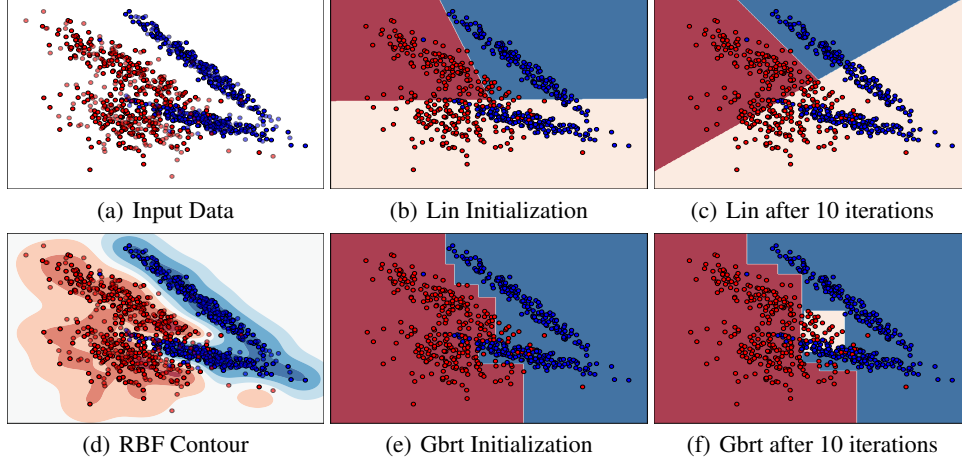 (a) Input Data
(b) Lin Initialization
(c) Lin after 10 iterations
(d) RBF Contour
(e) Gbrt Initialization
(f) Gbrt after 10 iterations